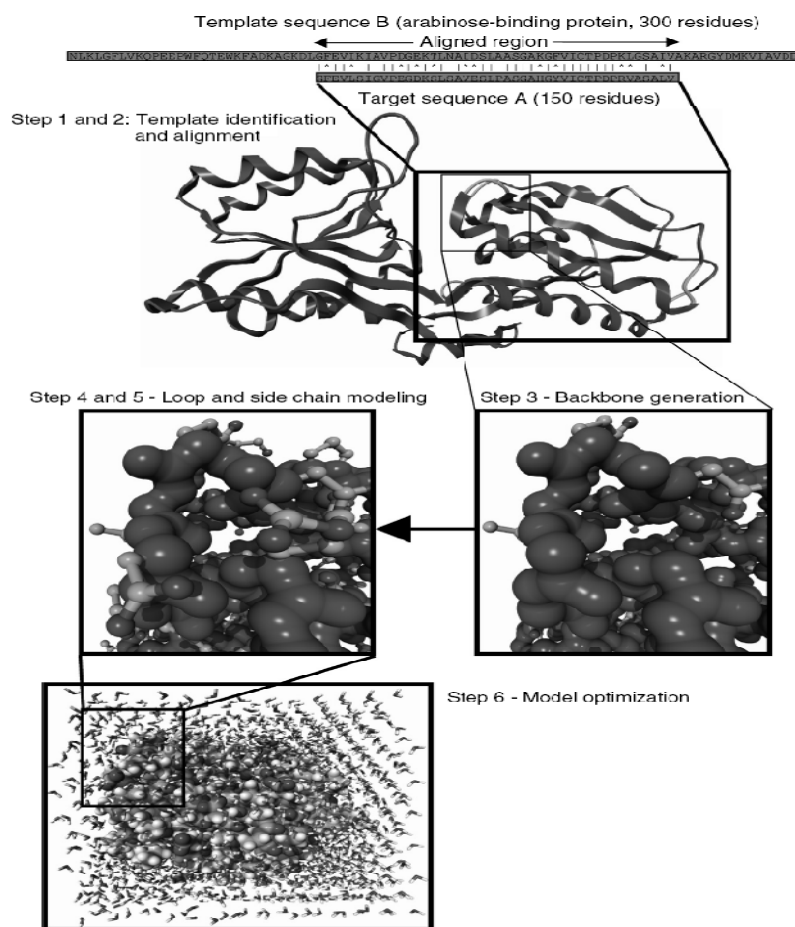 Template sequence B (arabinose-binding protein, 300 residues)
Aligned region
Target sequence A (150 residues)
Step 1 and 2: Template identification
and alignment
Step 4 and 5 - Loop and side chain modeling
Step 3 - Backbone generation
Step 6 - Model optimization